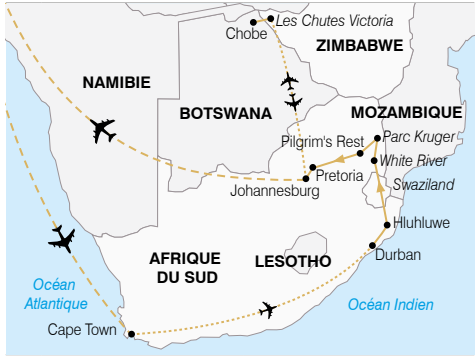 Les Chutes Victoria
Chobe
ZIMBABWE
NAMIBIE
BOTSWANA
MOZAMBIQUE
Pilgrim's Rest
Parc Kruger
White River
Pretoria
Johannesburg
Swaziland
Hluhluwe
AFRIQUE
DU SUD
LESOTHO
Durban
Océan
Atlantique
Océan Indien
Cape Town